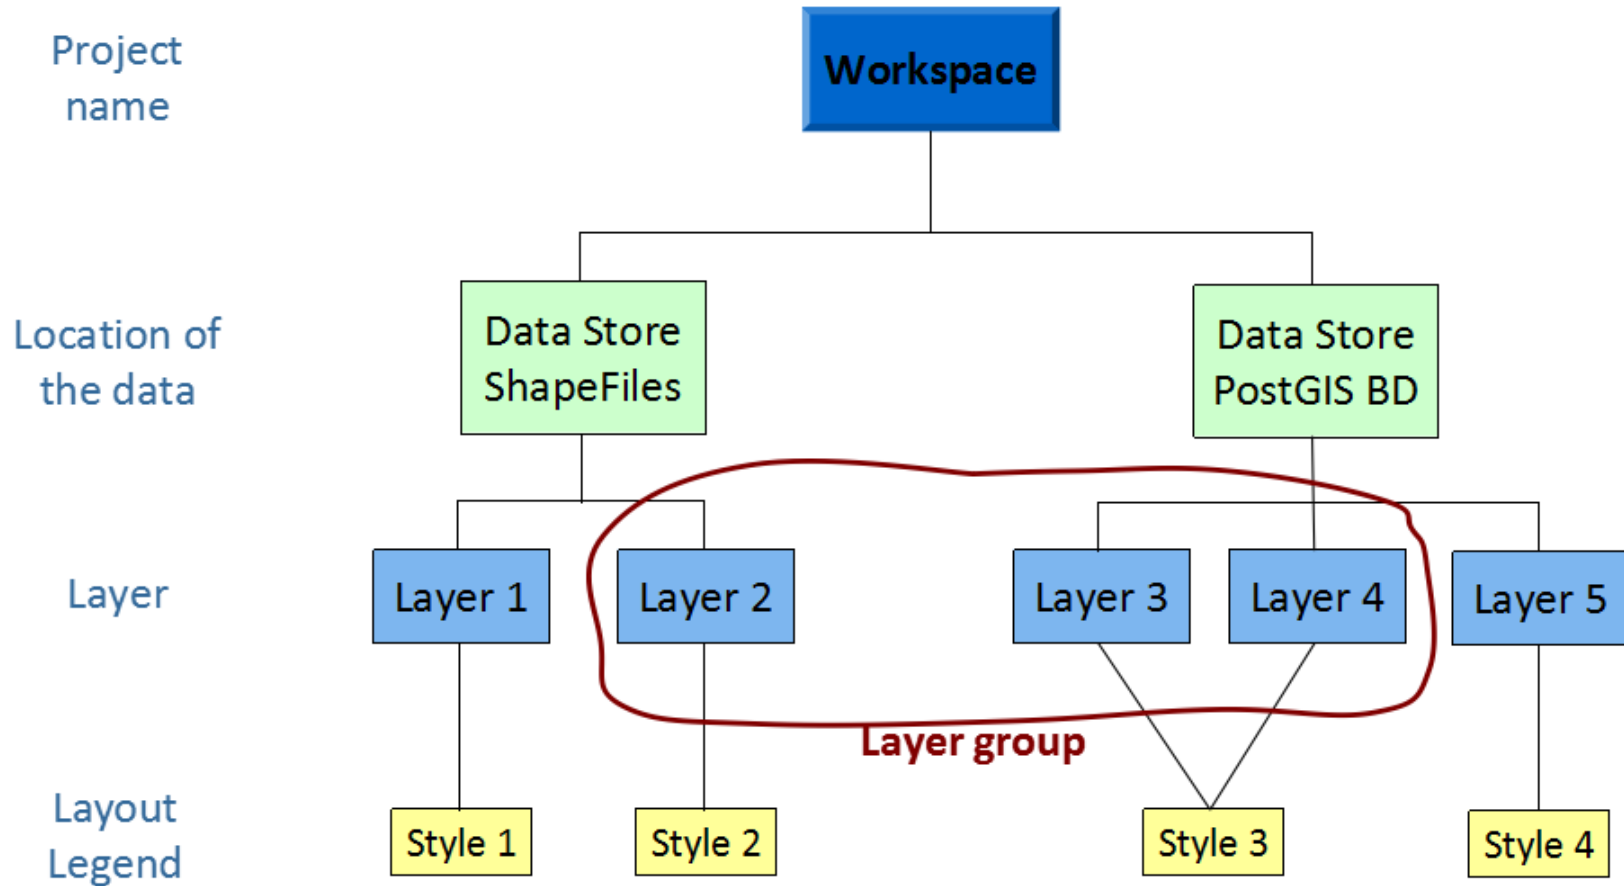 Project
name
Workspace
Location of
the data
Data Store
ShapeFiles
Data Store
PostGIS BD
Layer
Layer 1
Layer 2
Layer 3
Layer 4
Layer 5
Layer group
Layout
Legend
Style 1
Style 2
Style 3
Style 4